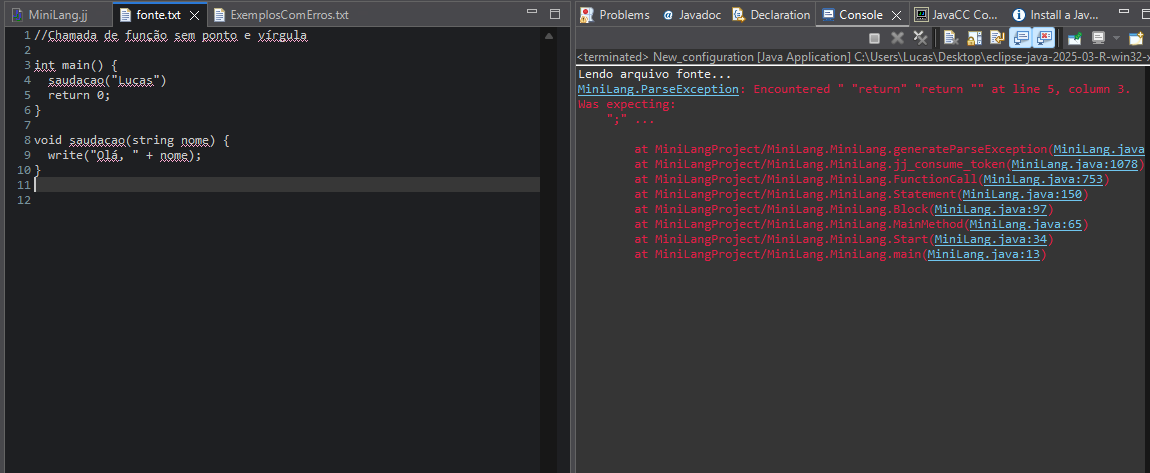 MiniLang.jj
fonte.txt
ExemplosComErros.txt
1 //Chamada de função sem ponto e vírgula
2
3 int main() {
4 saudacao("Lucas")
5 return 0;
6 }
7
8 void saudacao(string nome) {
9 write("Olá, " + nome);
10 }
11
12
Problems
@ Javadoc
Declaration
Console
JavaCC Co...
Install a Jav...
<terminated> New_configuration [Java Application] C:\Users\Lucas\Desktop\eclipse-java-2025-03-R-win32-x
Lendo arquivo fonte...
MiniLang.ParseException: Encountered " "return" "return "" at line 5, column 3.
Was expecting:
";" ...
at MiniLangProject/MiniLang.MiniLang.generateParseException(MiniLang.java
at MiniLangProject/MiniLang.MiniLang.jj_consume_token(MiniLang.java:1078)
at MiniLangProject/MiniLang.MiniLang.FunctionCall(MiniLang.java:753)
at MiniLangProject/MiniLang.MiniLang.Statement(MiniLang.java:150)
at MiniLangProject/MiniLang.MiniLang.Block(MiniLang.java:97)
at MiniLangProject/MiniLang.MiniLang.MainMethod(MiniLang.java:65)
at MiniLangProject/MiniLang.MiniLang.Start(MiniLang.java:34)
at MiniLangProject/MiniLang.MiniLang.main(MiniLang.java:13)